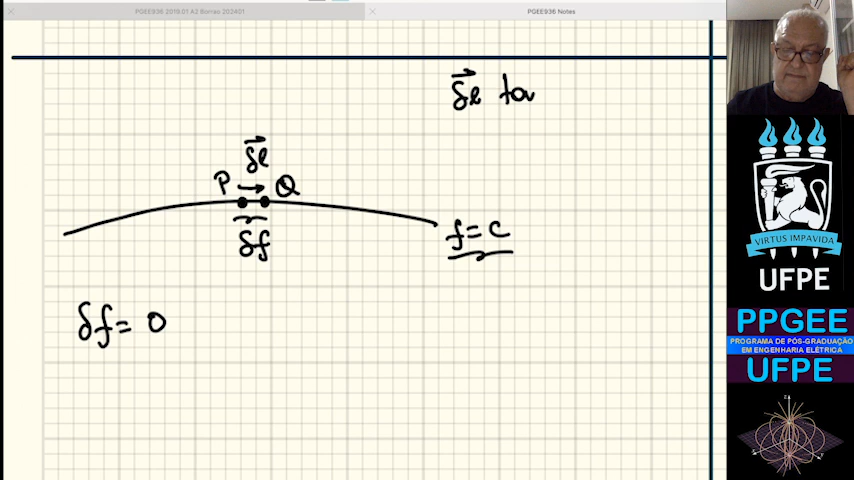 PGEE936 2019.01 A2 Borrao 202401
PGEE936 Notes
δl⃗ tan
δl⃗
P → Q
δf
f = c
δf = 0
VIRTUS IMPAVIDA
UFPE
PPGEE
PROGRAMA DE PÓS-GRADUAÇÃO
EM ENGENHARIA ELÉTRICA
UFPE